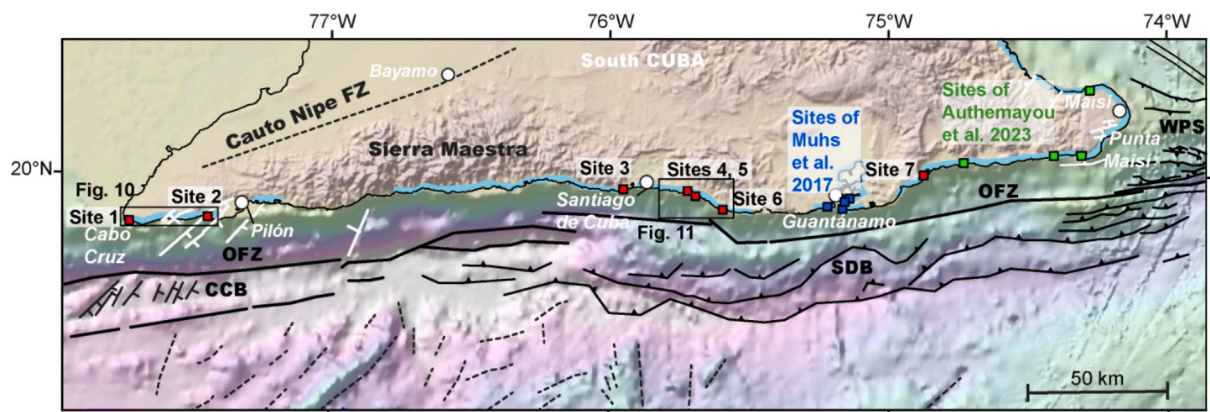 77°W
76°W
75°W
74°W
20°N
Bayamo
South CUBA
Cauto Nipe FZ
Sierra Maestra
Sites of
Authemayou
et al. 2023
Maisí
WPS
Punta
Maisí
Sites of
Muhs
et al.
2017
Site 3
Sites 4, 5
Site 7
Fig. 10
Site 2
Site 1
Site 6
OFZ
Santiago
de Cuba
Guantánamo
Cabo
Cruz
Pilón
Fig. 11
OFZ
SDB
CCB
50 km